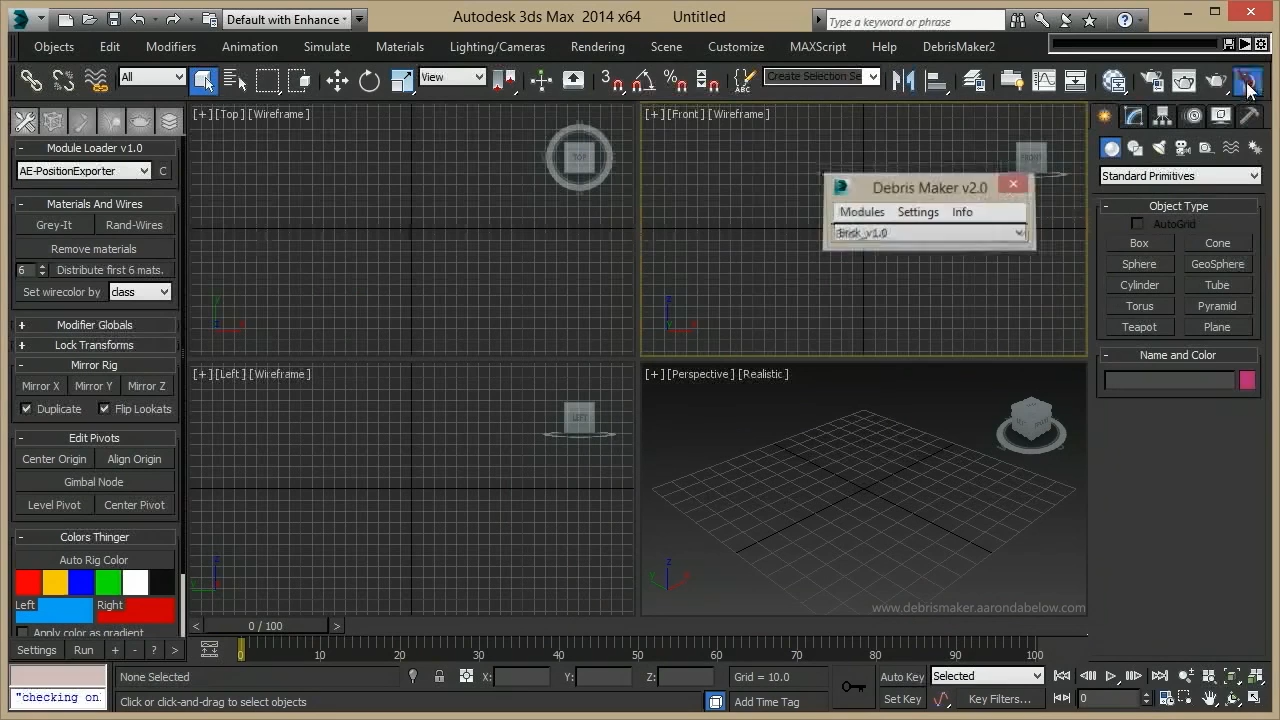 Default with Enhance
Autodesk 3ds Max 2014 x64 Untitled
Type a keyword or phrase
Objects Edit Modifiers Animation Simulate Materials Lighting/Cameras Rendering Scene Customize MAXScript Help DebrisMaker2
All View Create Selection Se
[+] [Top] [Wireframe]
TOP
[+] [Front] [Wireframe]
FRONT
Module Loader v1.0
AE-PositionExporter C
Materials And Wires
Grey-It Rand-Wires
Remove materials
6 Distribute first 6 mats.
Set wirecolor by class
Modifier Globals
Lock Transforms
Mirror Rig
Mirror X Mirror Y Mirror Z
Duplicate Flip Lookats
Edit Pivots
Center Origin Align Origin
Gimbal Node
Level Pivot Center Pivot
Colors Thinger
Auto Rig Color
Left Right
Apply color as gradient
Settings Run + - ? >
Debris Maker v2.0
Modules Settings Info
Standard Primitives
Object Type
AutoGrid
Box Cone
Sphere GeoSphere
Cylinder Tube
Torus Pyramid
Teapot Plane
Name and Color
[+] [Left] [Wireframe]
LEFT
[+] [Perspective] [Realistic]
www.debrismaker.aarondabelow.com
< 0 / 100 >
0 10 20 30 40 50 60 70 80 90 100
"checking on
None Selected
X: Y: Z: Grid = 10.0
Click or click-and-drag to select objects
Add Time Tag
Auto Key Selected
Set Key Key Filters...
0